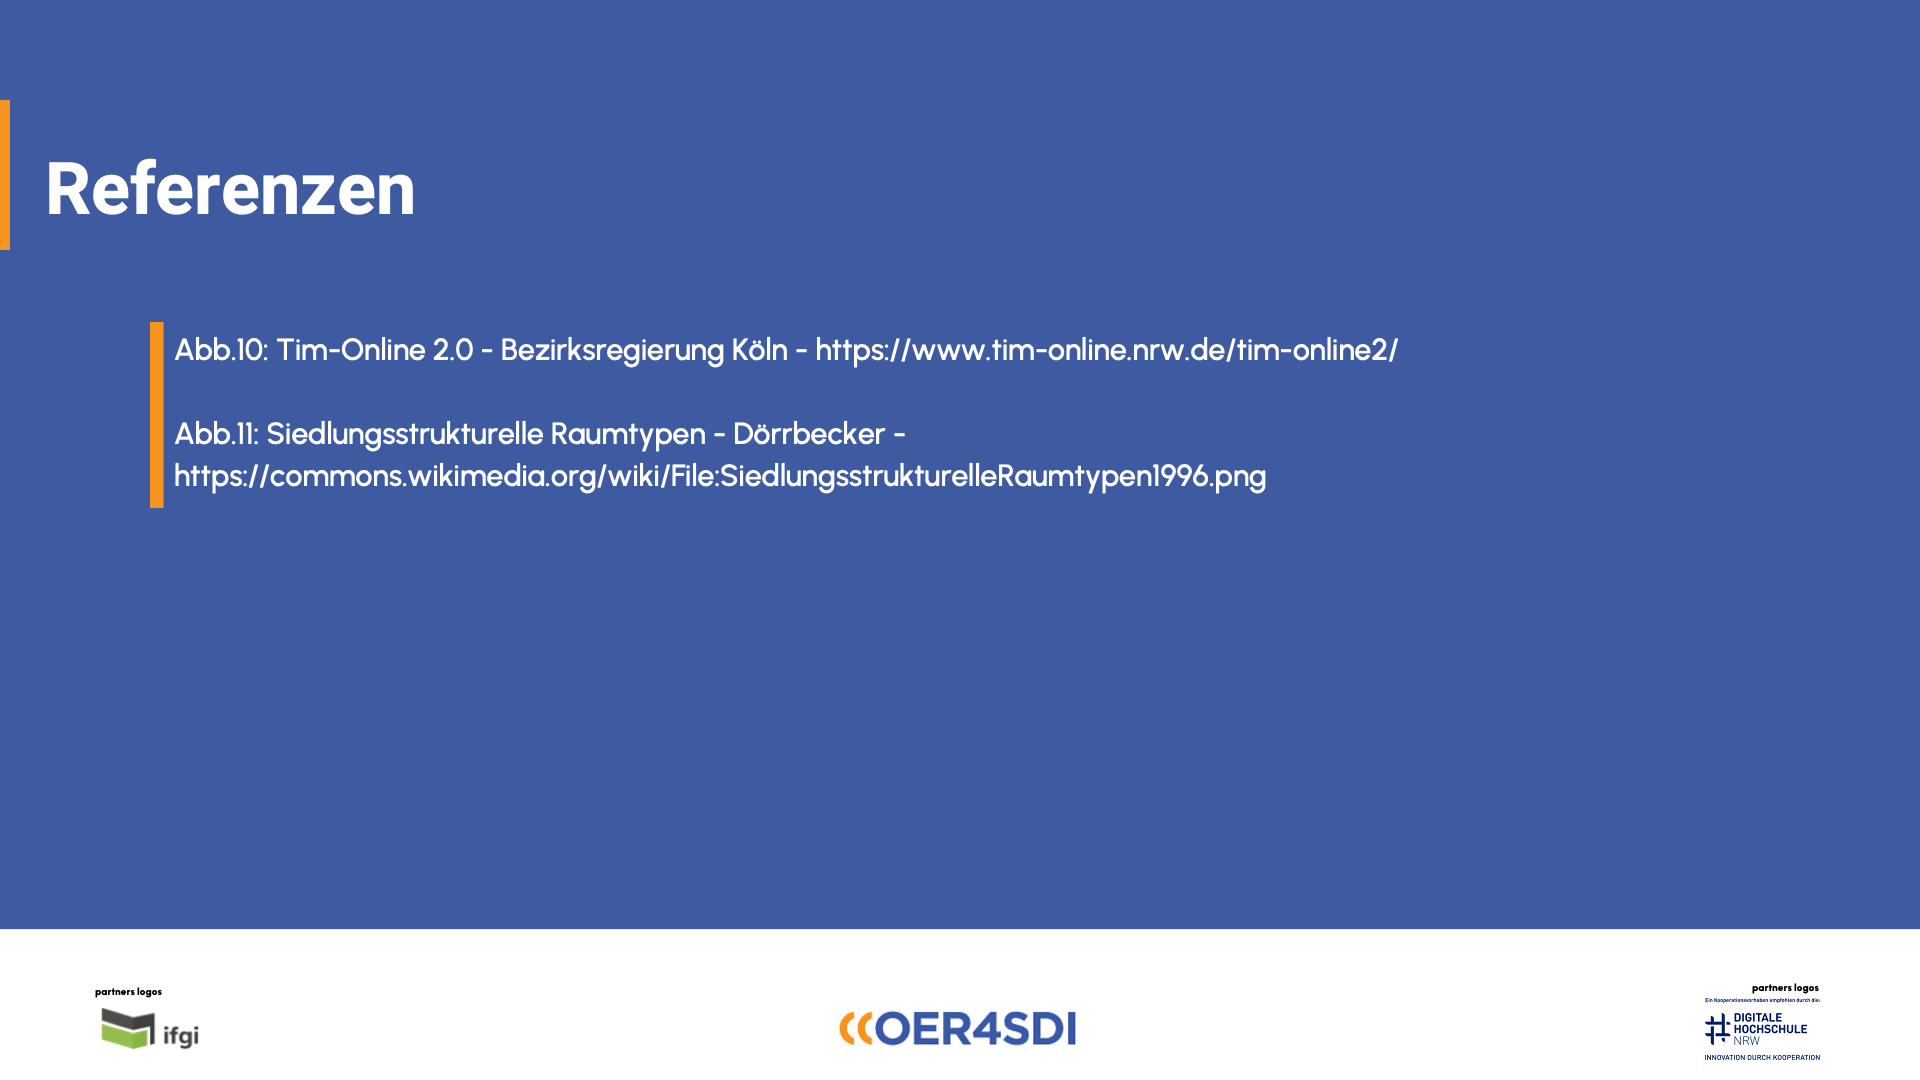 Referenzen
Abb.10: Tim-Online 2.0 - Bezirksregierung Köln - https://www.tim-online.nrw.de/tim-online2/
Abb.11: Siedlungsstrukturelle Raumtypen - Dörrbecker -
https://commons.wikimedia.org/wiki/File:SiedlungsstrukturelleRaumtypen1996.png
partners logos
ifgi
OER4SDI
partners logos
Ein Kooperationsvorhaben empfohlen durch die:
DIGITALE
HOCHSCHULE
NRW
INNOVATION DURCH KOOPERATION